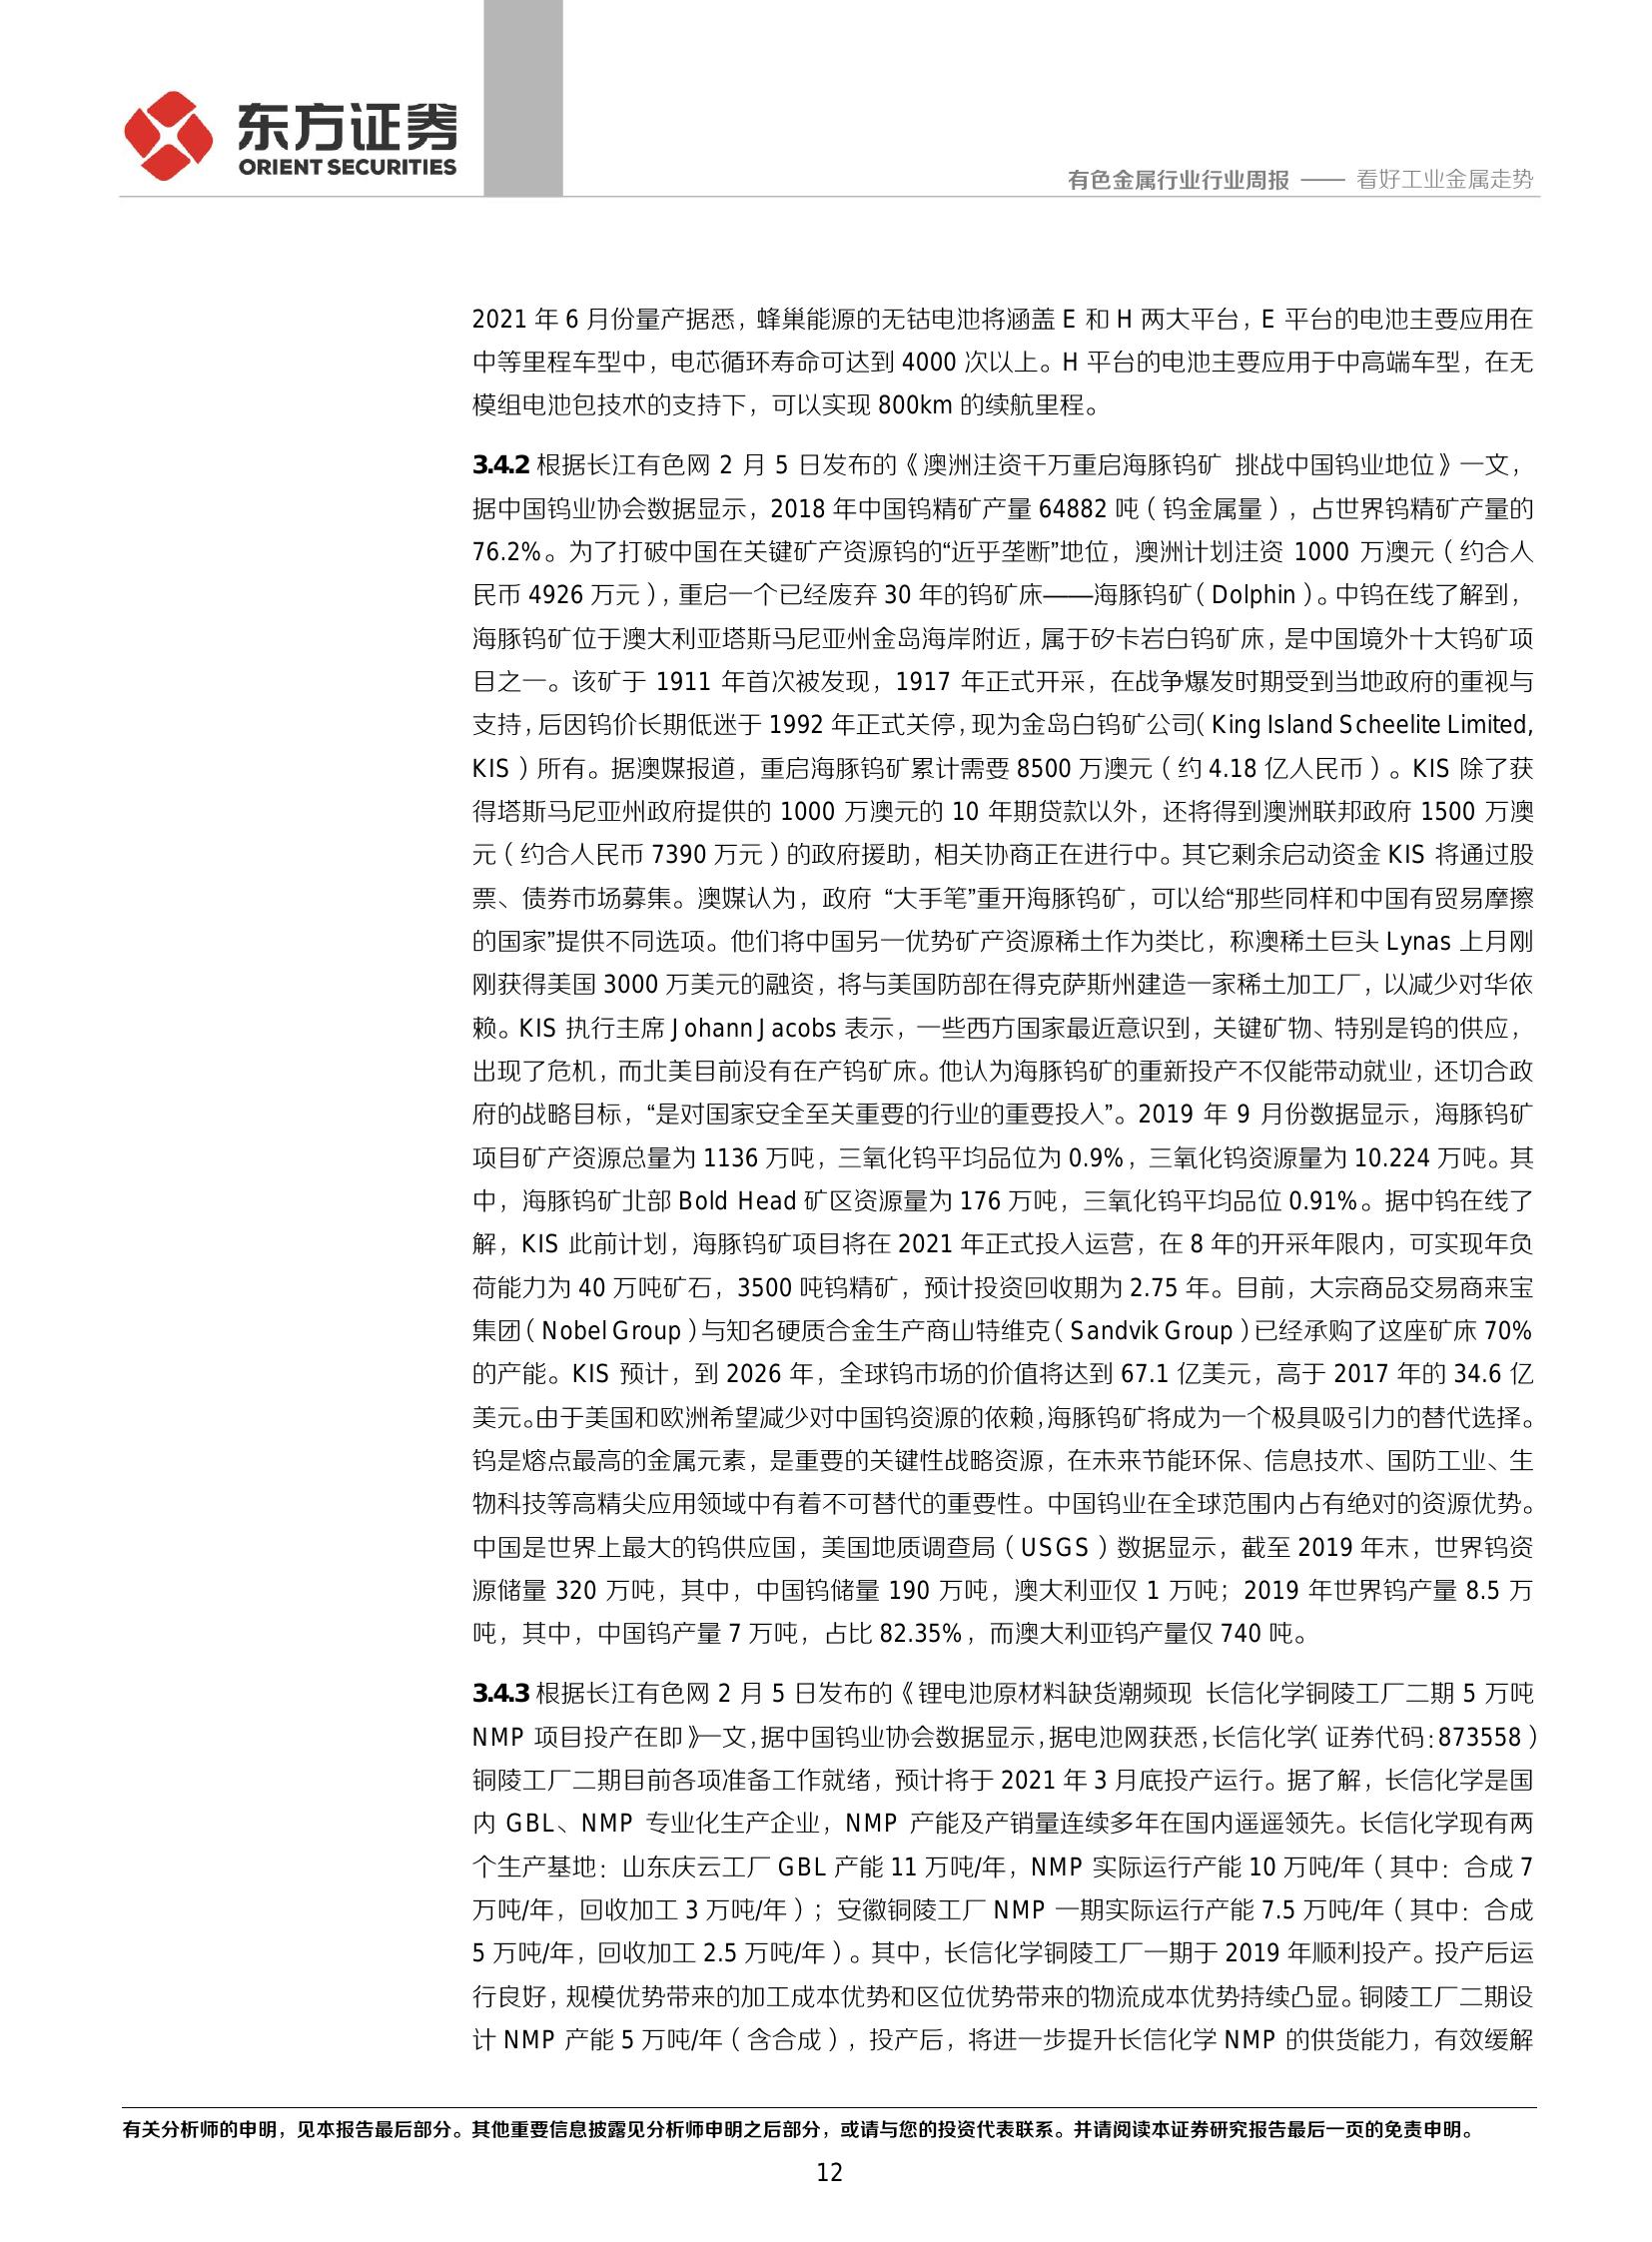 东方证券
ORIENT SECURITIES
有色金属行业行业周报 —— 看好工业金属走势
2021 年 6 月份量产据悉，蜂巢能源的无钴电池将涵盖 E 和 H 两大平台，E 平台的电池主要应用在
中等里程车型中，电芯循环寿命可达到 4000 次以上。H 平台的电池主要应用于中高端车型，在无
模组电池包技术的支持下，可以实现 800km 的续航里程。
3.4.2 根据长江有色网 2 月 5 日发布的《澳洲注资千万重启海豚钨矿 挑战中国钨业地位》一文，
据中国钨业协会数据显示，2018 年中国钨精矿产量 64882 吨（钨金属量），占世界钨精矿产量的
76.2%。为了打破中国在关键矿产资源钨的“近乎垄断”地位，澳洲计划注资 1000 万澳元（约合人
民币 4926 万元），重启一个已经废弃 30 年的钨矿床——海豚钨矿（Dolphin）。中钨在线了解到，
海豚钨矿位于澳大利亚塔斯马尼亚州金岛海岸附近，属于矽卡岩白钨矿床，是中国境外十大钨矿项
目之一。该矿于 1911 年首次被发现，1917 年正式开采，在战争爆发时期受到当地政府的重视与
支持，后因钨价长期低迷于 1992 年正式关停，现为金岛白钨矿公司（King Island Scheelite Limited,
KIS）所有。据澳媒报道，重启海豚钨矿累计需要 8500 万澳元（约 4.18 亿人民币）。KIS 除了获
得塔斯马尼亚州政府提供的 1000 万澳元的 10 年期贷款以外，还将得到澳洲联邦政府 1500 万澳
元（约合人民币 7390 万元）的政府援助，相关协商正在进行中。其它剩余启动资金 KIS 将通过股
票、债券市场募集。澳媒认为，政府 “大手笔”重开海豚钨矿，可以给“那些同样和中国有贸易摩擦
的国家”提供不同选项。他们将中国另一优势矿产资源稀土作为类比，称澳稀土巨头 Lynas 上月刚
刚获得美国 3000 万美元的融资，将与美国防部在得克萨斯州建造一家稀土加工厂，以减少对华依
赖。KIS 执行主席 Johann Jacobs 表示，一些西方国家最近意识到，关键矿物、特别是钨的供应，
出现了危机，而北美目前没有在产钨矿床。他认为海豚钨矿的重新投产不仅能带动就业，还切合政
府的战略目标，“是对国家安全至关重要的行业的重要投入”。2019 年 9 月份数据显示，海豚钨矿
项目矿产资源总量为 1136 万吨，三氧化钨平均品位为 0.9%，三氧化钨资源量为 10.224 万吨。其
中，海豚钨矿北部 Bold Head 矿区资源量为 176 万吨，三氧化钨平均品位 0.91%。据中钨在线了
解，KIS 此前计划，海豚钨矿项目将在 2021 年正式投入运营，在 8 年的开采年限内，可实现年负
荷能力为 40 万吨矿石，3500 吨钨精矿，预计投资回收期为 2.75 年。目前，大宗商品交易商来宝
集团（Nobel Group）与知名硬质合金生产商山特维克（Sandvik Group）已经承购了这座矿床 70%
的产能。KIS 预计，到 2026 年，全球钨市场的价值将达到 67.1 亿美元，高于 2017 年的 34.6 亿
美元。由于美国和欧洲希望减少对中国钨资源的依赖，海豚钨矿将成为一个极具吸引力的替代选择。
钨是熔点最高的金属元素，是重要的关键性战略资源，在未来节能环保、信息技术、国防工业、生
物科技等高精尖应用领域中有着不可替代的重要性。中国钨业在全球范围内占有绝对的资源优势。
中国是世界上最大的钨供应国，美国地质调查局（USGS）数据显示，截至 2019 年末，世界钨资
源储量 320 万吨，其中，中国钨储量 190 万吨，澳大利亚仅 1 万吨；2019 年世界钨产量 8.5 万
吨，其中，中国钨产量 7 万吨，占比 82.35%，而澳大利亚钨产量仅 740 吨。
3.4.3 根据长江有色网 2 月 5 日发布的《锂电池原材料缺货潮频现 长信化学铜陵工厂二期 5 万吨
NMP 项目投产在即》一文，据中国钨业协会数据显示，据电池网获悉，长信化学（证券代码：873558）
铜陵工厂二期目前各项准备工作就绪，预计将于 2021 年 3 月底投产运行。据了解，长信化学是国
内 GBL、NMP 专业化生产企业，NMP 产能及产销量连续多年在国内遥遥领先。长信化学现有两
个生产基地：山东庆云工厂 GBL 产能 11 万吨/年，NMP 实际运行产能 10 万吨/年（其中：合成 7
万吨/年，回收加工 3 万吨/年）；安徽铜陵工厂 NMP 一期实际运行产能 7.5 万吨/年（其中：合成
5 万吨/年，回收加工 2.5 万吨/年）。其中，长信化学铜陵工厂一期于 2019 年顺利投产。投产后运
行良好，规模优势带来的加工成本优势和区位优势带来的物流成本优势持续凸显。铜陵工厂二期设
计 NMP 产能 5 万吨/年（含合成），投产后，将进一步提升长信化学 NMP 的供货能力，有效缓解
有关分析师的申明，见本报告最后部分。其他重要信息披露见分析师申明之后部分，或请与您的投资代表联系。并请阅读本证券研究报告最后一页的免责申明。
12